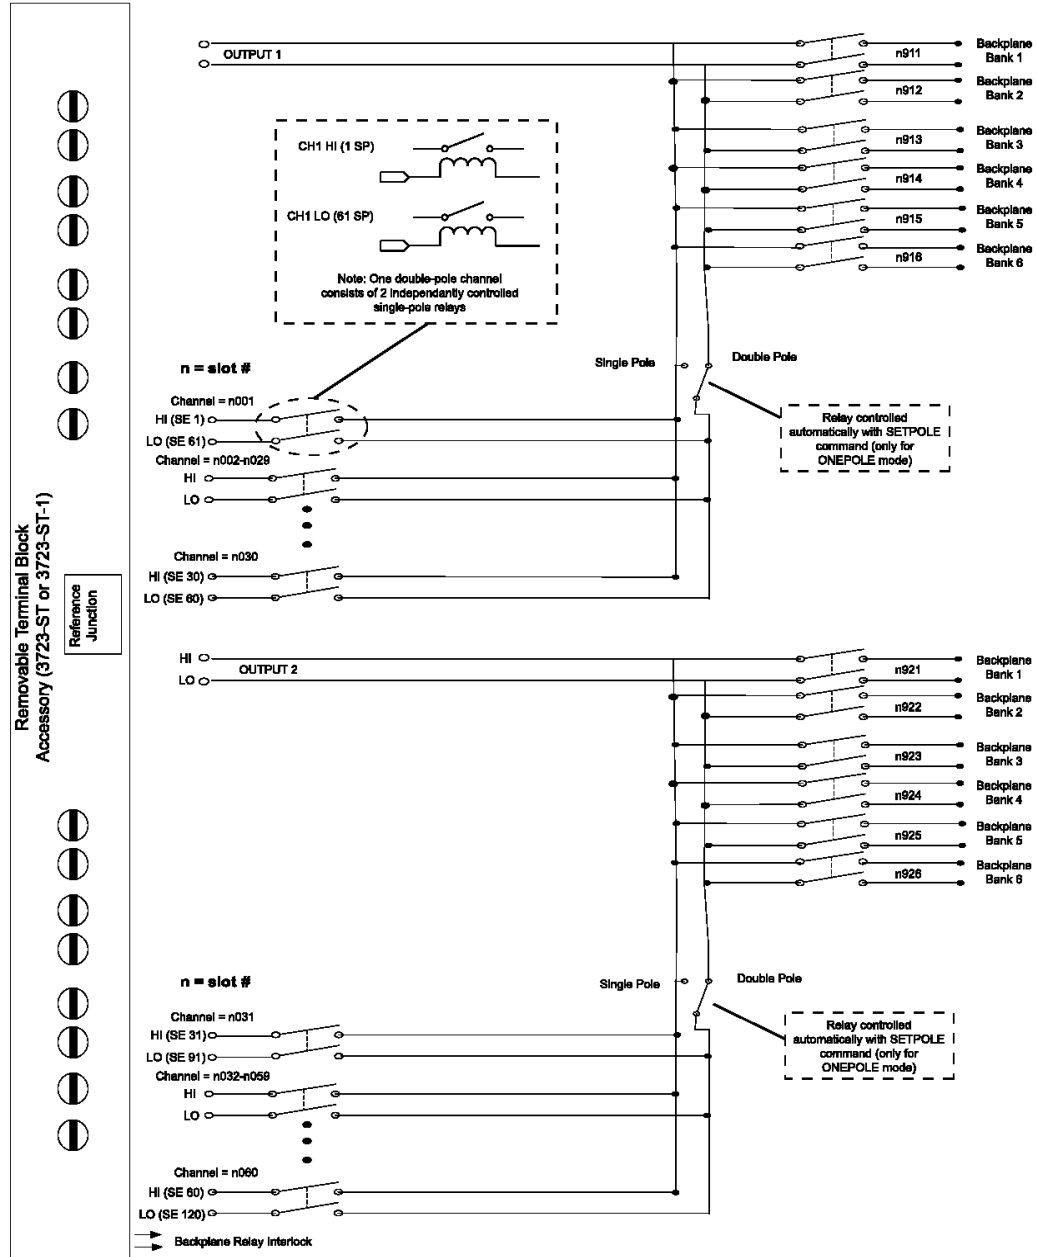 OUTPUT 1
n911
Backplane
Bank 1
n912
Backplane
Bank 2
n913
Backplane
Bank 3
n914
Backplane
Bank 4
n915
Backplane
Bank 5
n916
Backplane
Bank 6
CH1 HI (1 SP)
CH1 LO (61 SP)
Note: One double-pole channel
consists of 2 independantly controlled
single-pole relays
Single Pole
Double Pole
Relay controlled
automatically with SETPOLE
command (only for
ONEPOLE mode)
n = slot #
Channel = n001
HI (SE 1)
LO (SE 61)
Channel = n002-n029
HI
LO
Channel = n030
HI (SE 30)
LO (SE 60)
Removable Terminal Block
Accessory (3723-ST or 3723-ST-1)
Reference
Junction
HI
LO
OUTPUT 2
n921
Backplane
Bank 1
n922
Backplane
Bank 2
n923
Backplane
Bank 3
n924
Backplane
Bank 4
n925
Backplane
Bank 5
n926
Backplane
Bank 6
Single Pole
Double Pole
Relay controlled
automatically with SETPOLE
command (only for
ONEPOLE mode)
n = slot #
Channel = n031
HI (SE 31)
LO (SE 91)
Channel = n032-n059
HI
LO
Channel = n060
HI (SE 60)
LO (SE 120)
Backplane Relay Interlock